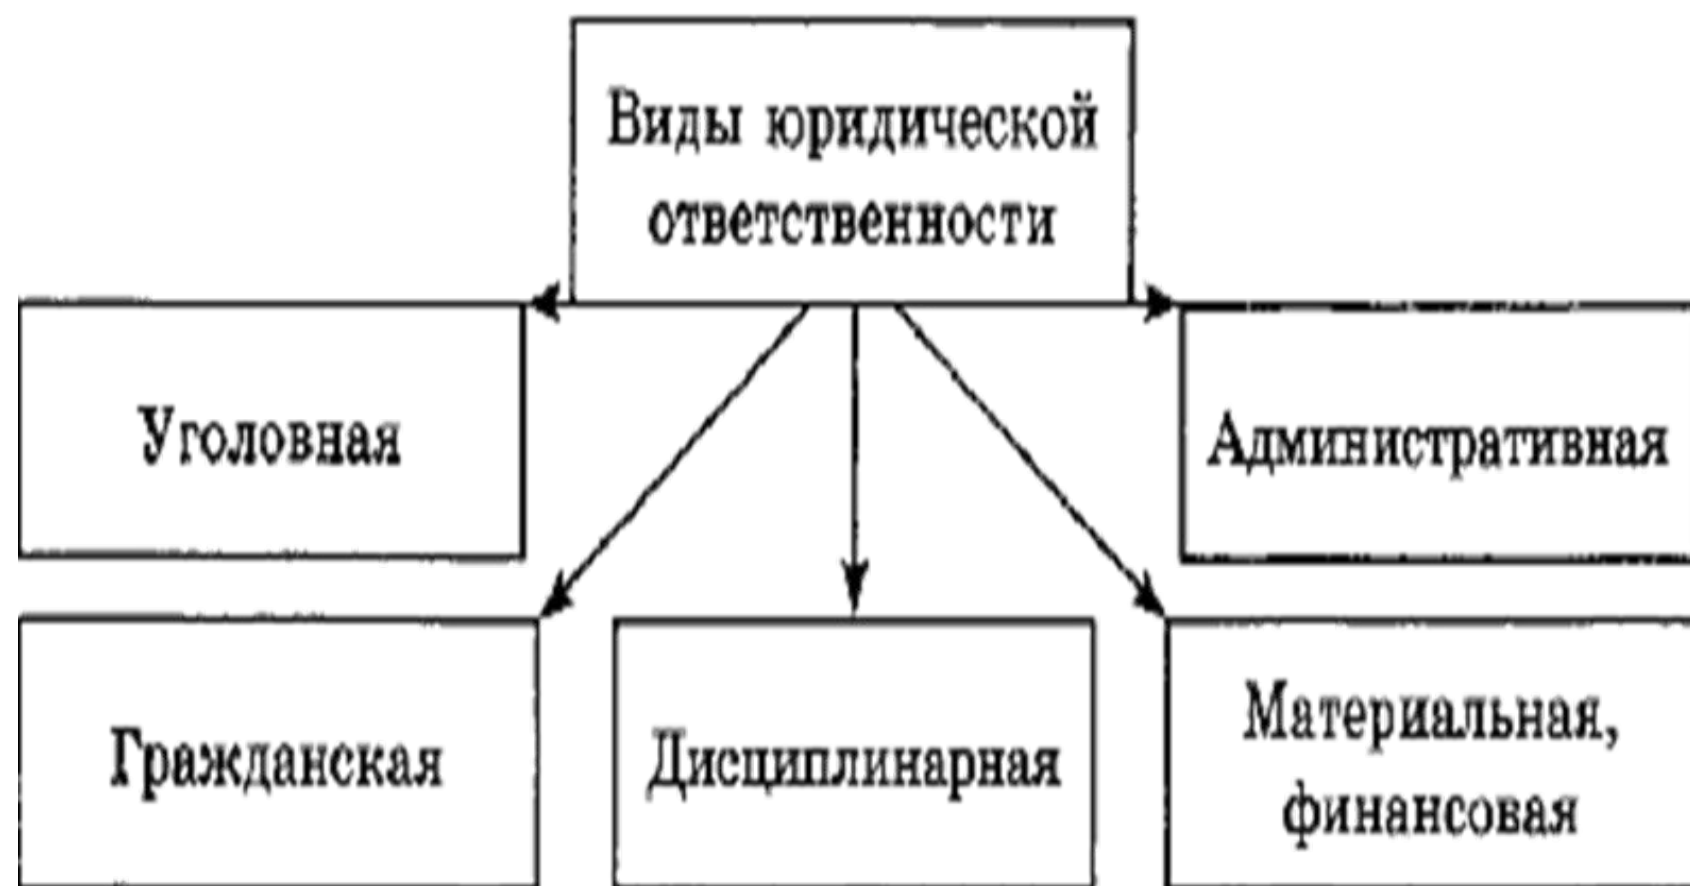 Виды юридической
ответственности
Уголовная
Административная
Гражданская
Дисциплинарная
Материальная,
финансовая